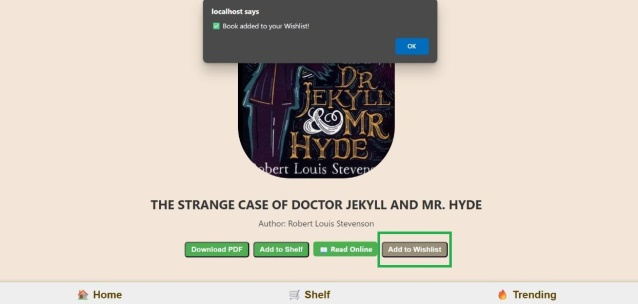 localhost says
✅ Book added to your Wishlist!
OK
DR.
JEKYLL
& MR
HYDE
Robert Louis Stevenson
THE STRANGE CASE OF DOCTOR JEKYLL AND MR. HYDE
Author: Robert Louis Stevenson
Download PDF Add to Shelf 📖 Read Online Add to Wishlist
🏠 Home 🛒 Shelf 🔥 Trending